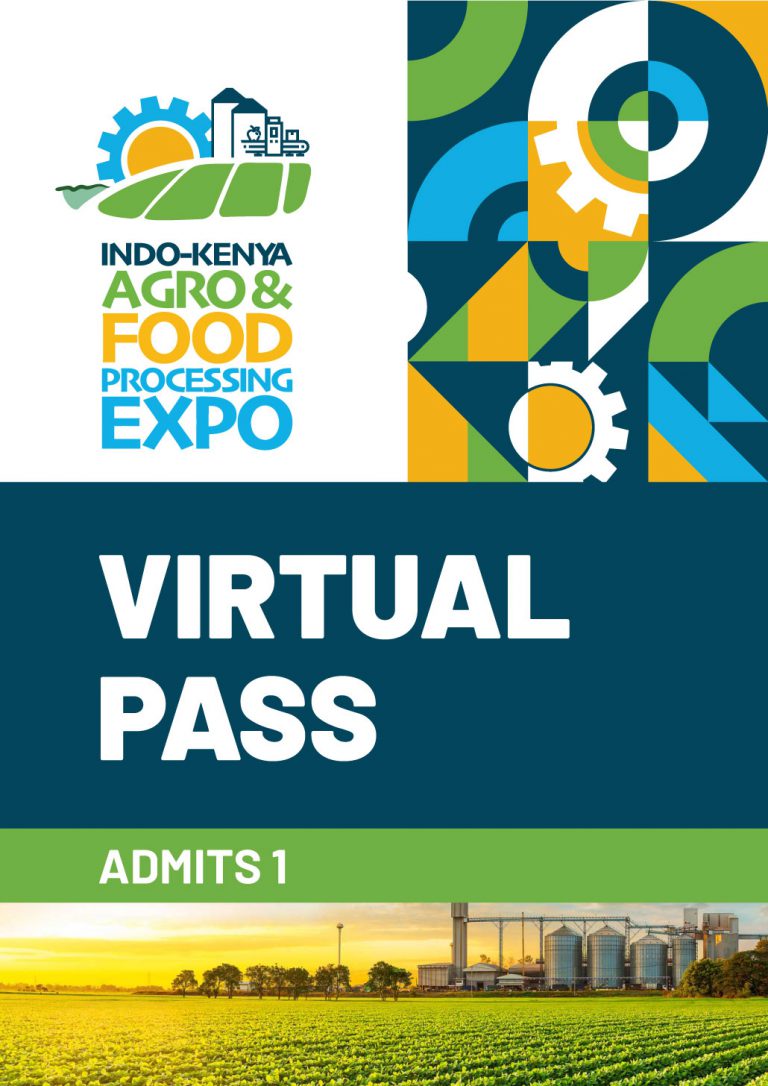 INDO-KENYA
AGRO &
FOOD
PROCESSING
EXPO
VIRTUAL
PASS
ADMITS 1